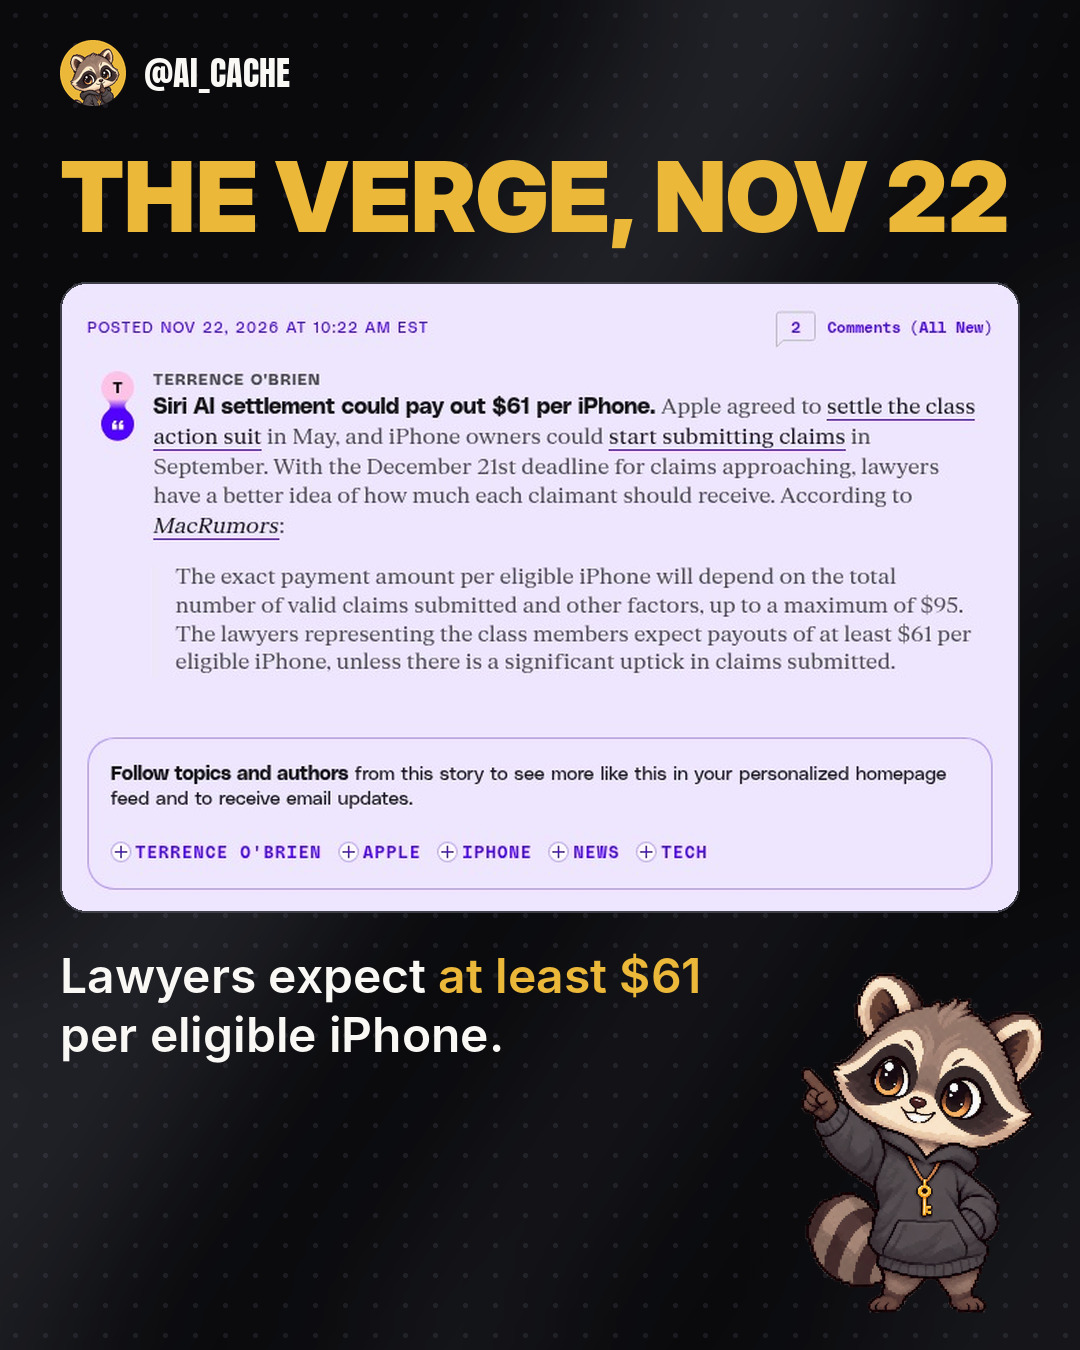 @AI_CACHE
THE VERGE, NOV 22
POSTED NOV 22, 2026 AT 10:22 AM EST
2 Comments (All New)
T
TERRENCE O'BRIEN
Siri AI settlement could pay out $61 per iPhone. Apple agreed to settle the class
action suit in May, and iPhone owners could start submitting claims in
September. With the December 21st deadline for claims approaching, lawyers
have a better idea of how much each claimant should receive. According to
MacRumors:
The exact payment amount per eligible iPhone will depend on the total
number of valid claims submitted and other factors, up to a maximum of $95.
The lawyers representing the class members expect payouts of at least $61 per
eligible iPhone, unless there is a significant uptick in claims submitted.
Follow topics and authors from this story to see more like this in your personalized homepage
feed and to receive email updates.
TERRENCE O'BRIEN APPLE IPHONE NEWS TECH
Lawyers expect at least $61
per eligible iPhone.